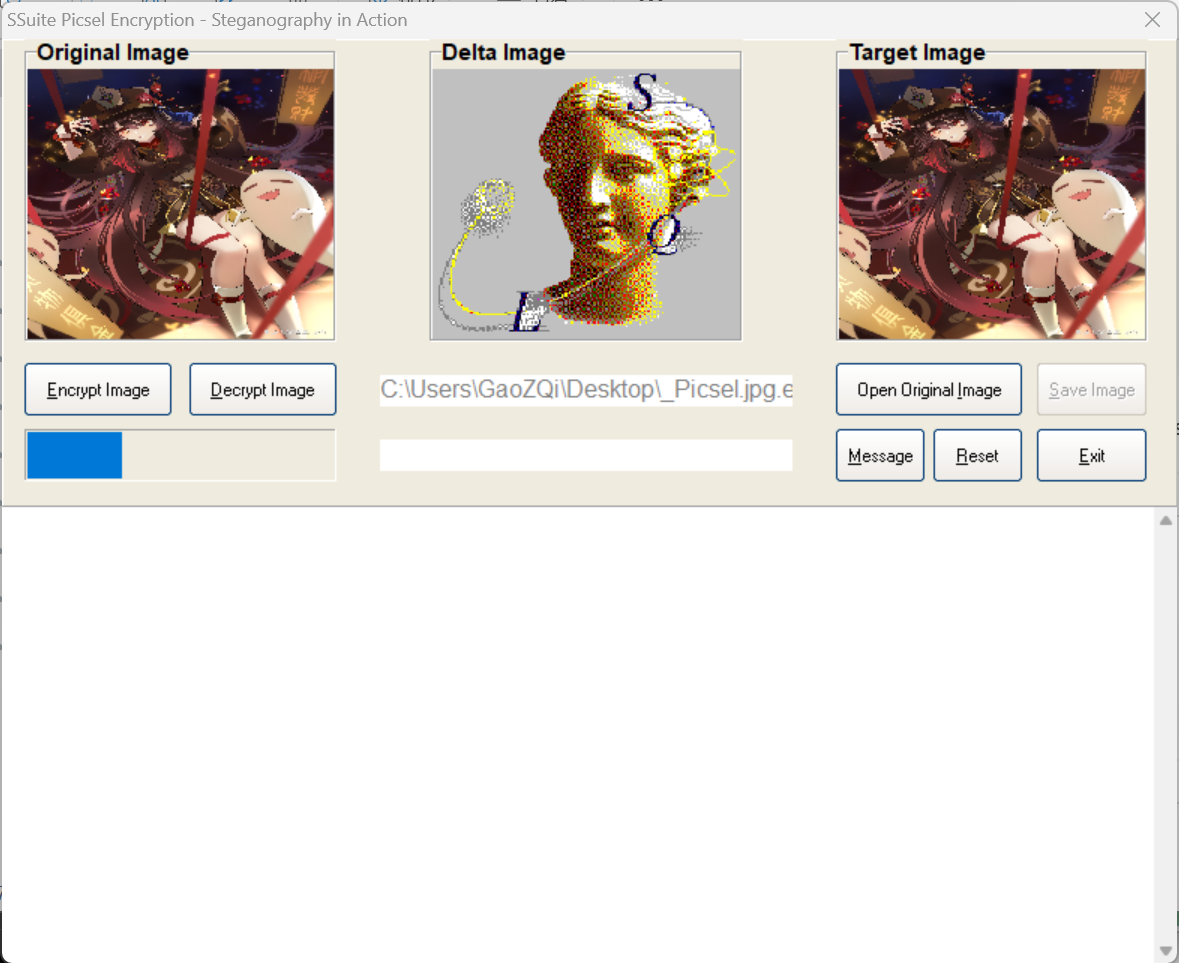 SSuite Picsel Encryption - Steganography in Action
Original Image
Delta Image
Target Image
S
Q
L
Encrypt Image
Decrypt Image
C:\Users\GaoZQi\Desktop\_Picsel.jpg.e
Open Original Image
Save Image
Message
Reset
Exit